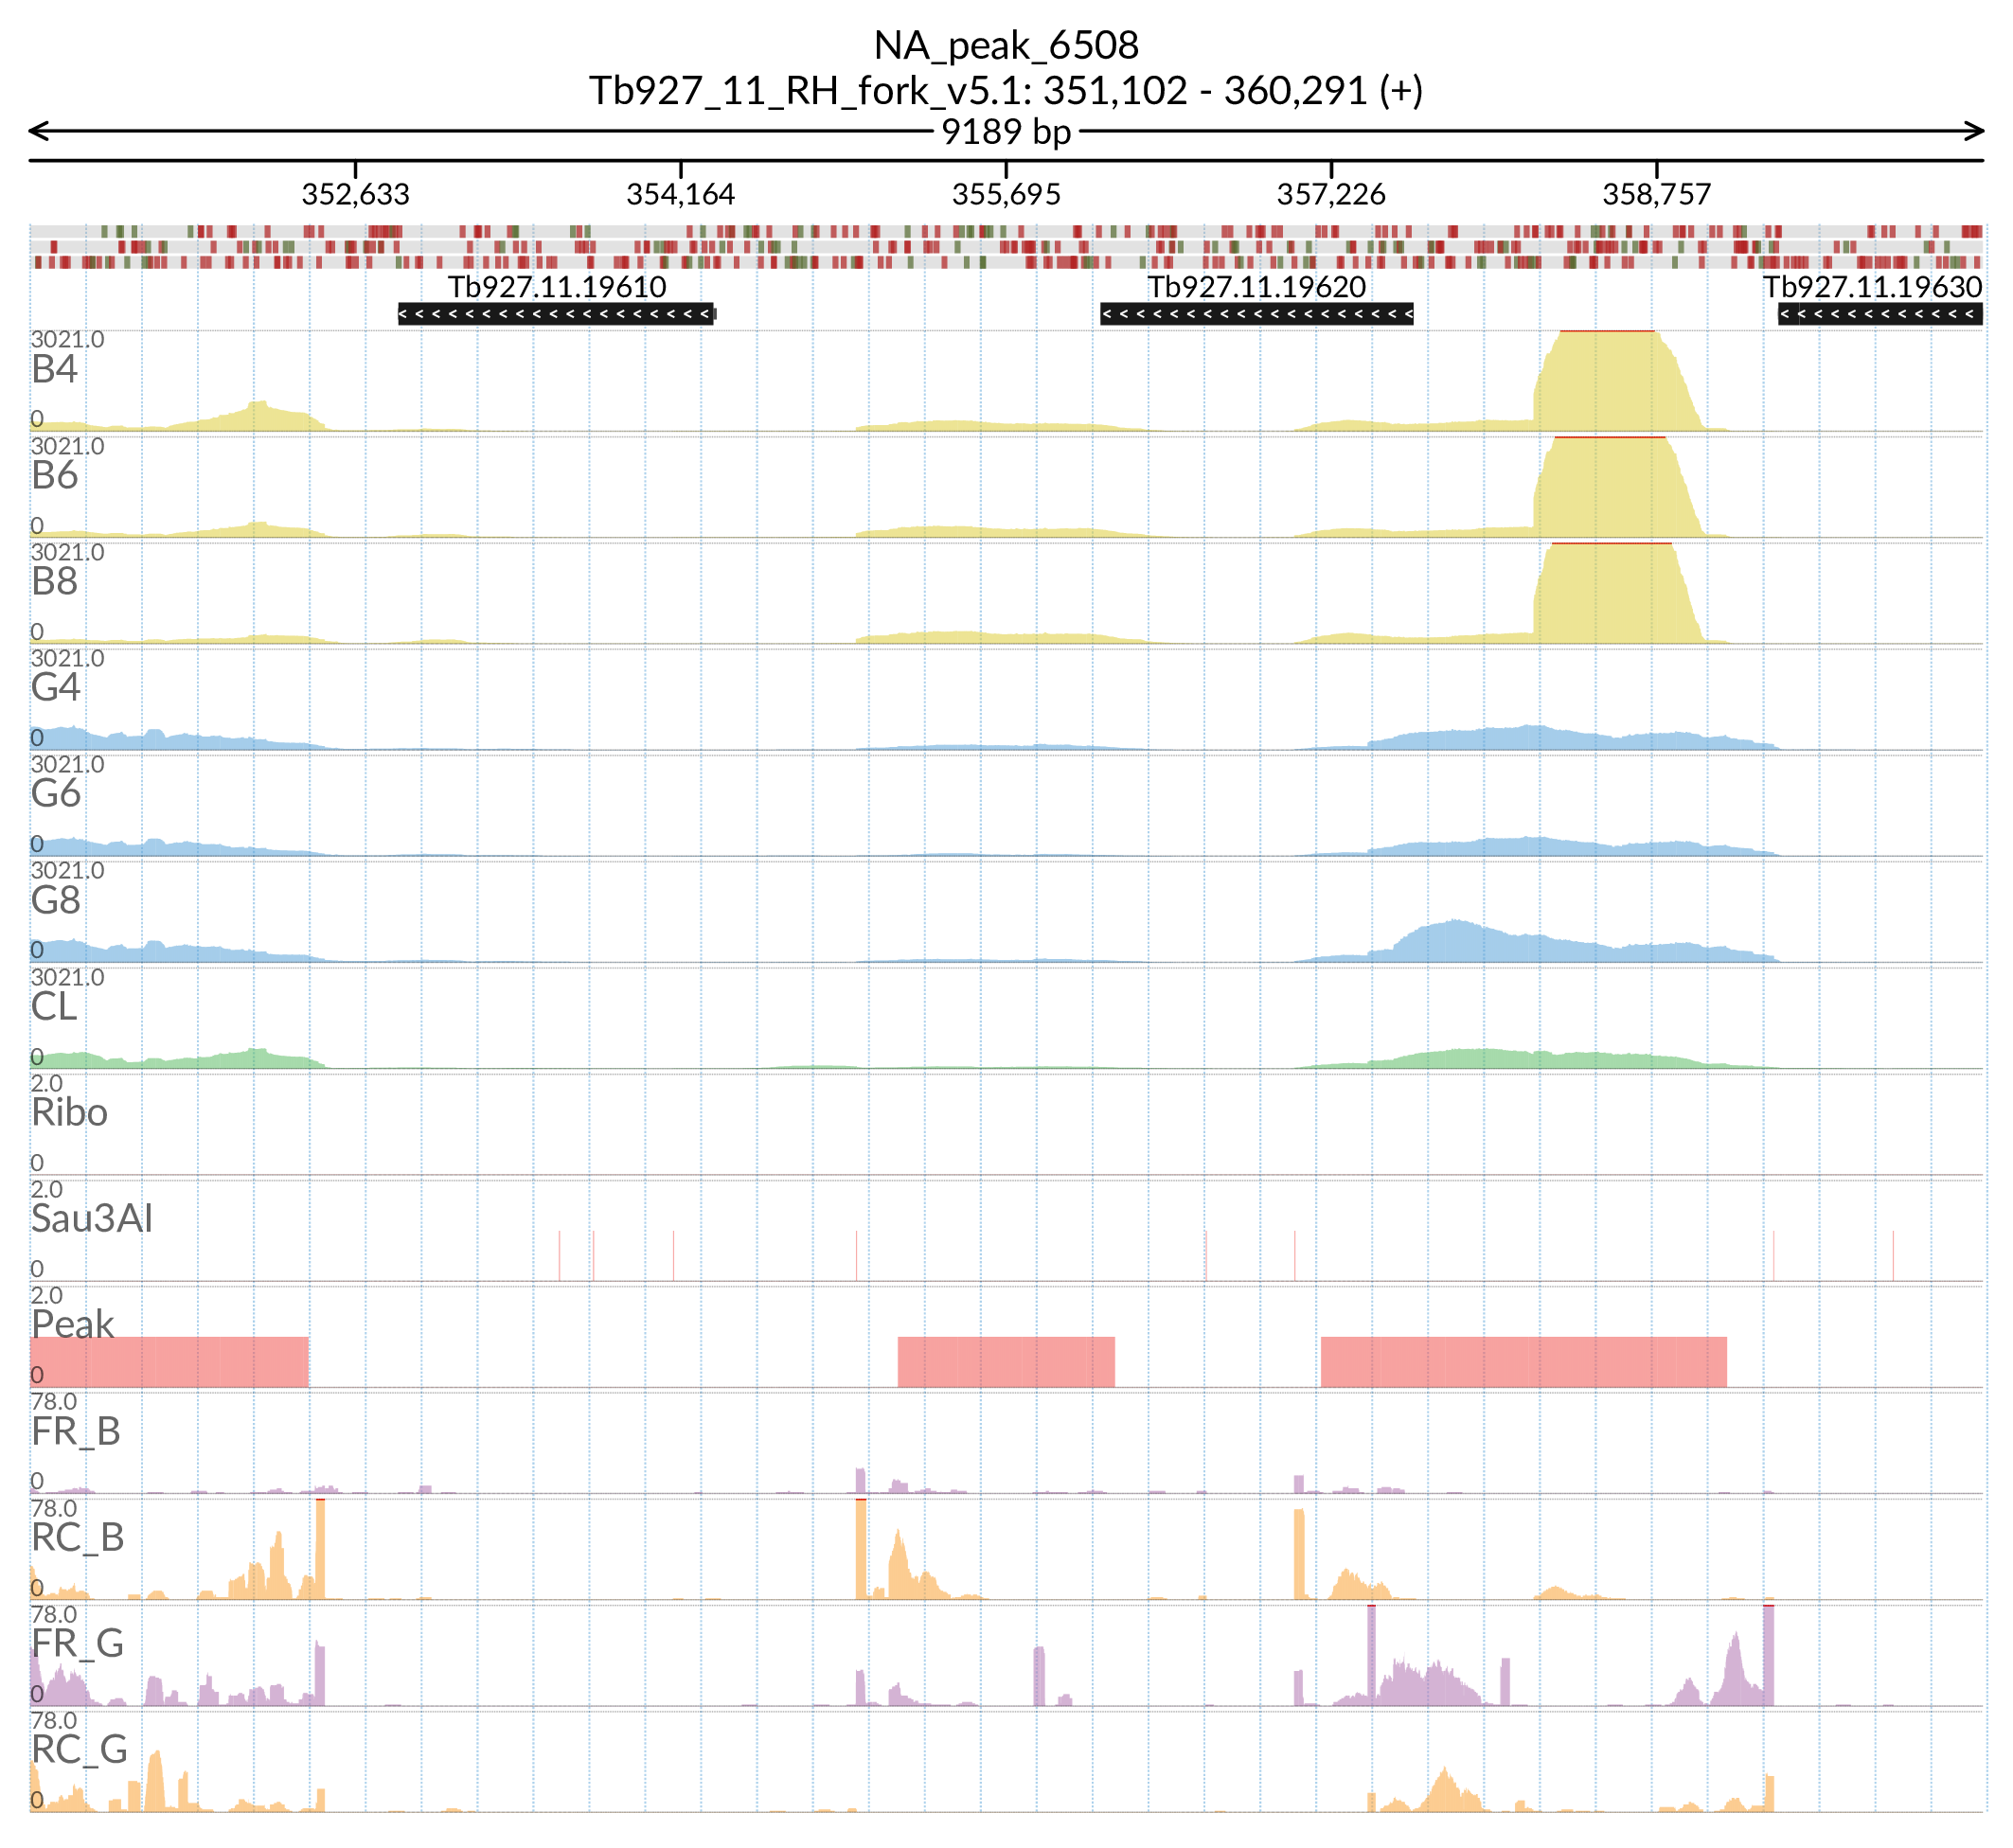 NA_peak_6508
Tb927_11_RH_fork_v5.1: 351,102 - 360,291 (+)
9189 bp
352,633 354,164 355,695 357,226 358,757
Tb927.11.19610 Tb927.11.19620 Tb927.11.19630
3021.0
B4
0
3021.0
B6
0
3021.0
B8
0
3021.0
G4
0
3021.0
G6
0
3021.0
G8
0
3021.0
CL
0
2.0
Ribo
0
2.0
Sau3AI
0
2.0
Peak
0
78.0
FR_B
0
78.0
RC_B
0
78.0
FR_G
0
78.0
RC_G
0